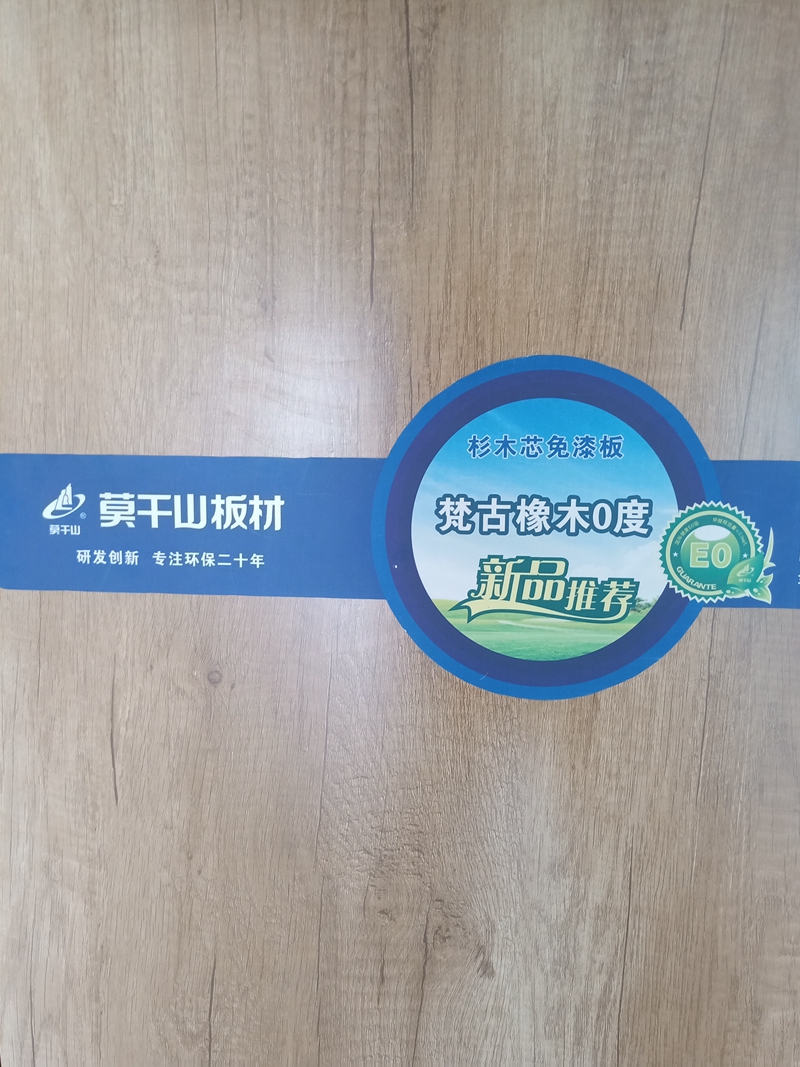 杉木芯免漆板
莫干山
®
莫干山板材
梵古橡木0度
研发创新 专注环保二十年
新品推荐
E0
GUARANTE